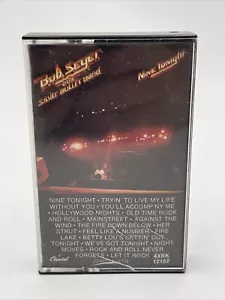 Bob Seger
& THE
Silver Bullet Band
Nine Tonight
NINE TONIGHT • TRYIN' TO LIVE MY LIFE
WITHOUT YOU • YOU'LL ACCOMP'NY ME
• HOLLYWOOD NIGHTS • OLD TIME ROCK
AND ROLL • MAINSTREET • AGAINST THE
WIND • THE FIRE DOWN BELOW • HER
STRUT • FEEL LIKE A NUMBER • FIRE
LAKE • BETTY LOU'S GETTIN' OUT
TONIGHT • WE'VE GOT TONIGHT • NIGHT
MOVES • ROCK AND ROLL NEVER
FORGETS • LET IT ROCK
Capitol
4XKK
12182